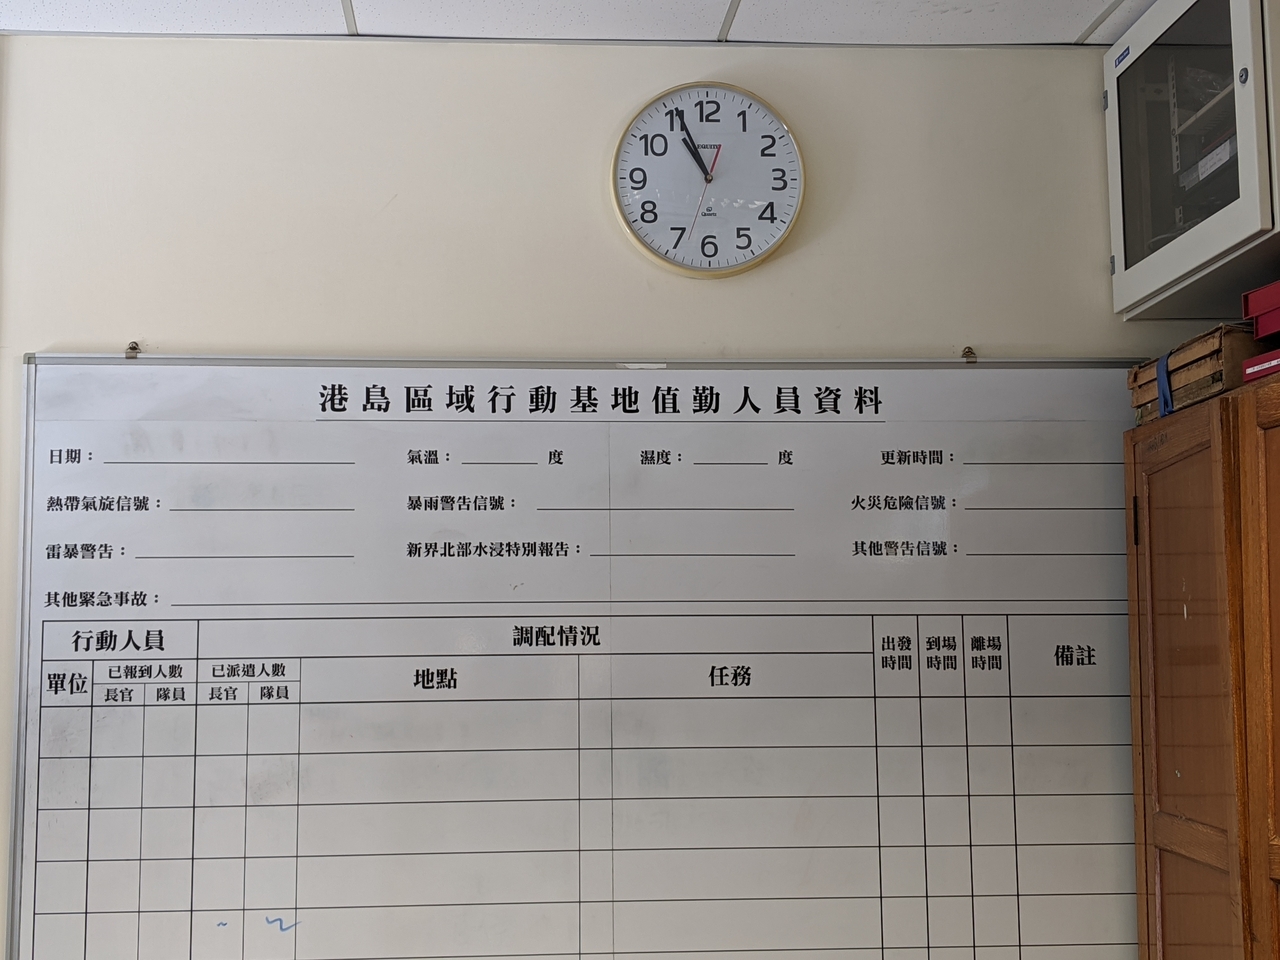 12
11 1
10 2
EQUITY
9 3
8 4
Quartz
7 5
6
港島區域行動基地值勤人員資料
日期： 氣溫： 度 濕度： 度 更新時間：
熱帶氣旋信號： 暴雨警告信號： 火災危險信號：
雷暴警告： 新界北部水浸特別報告： 其他警告信號：
其他緊急事故：
行動人員 調配情況 出發時間 到場時間 離場時間 備註
單位 已報到人數 已派遣人數 地點 任務
長官 隊員 長官 隊員